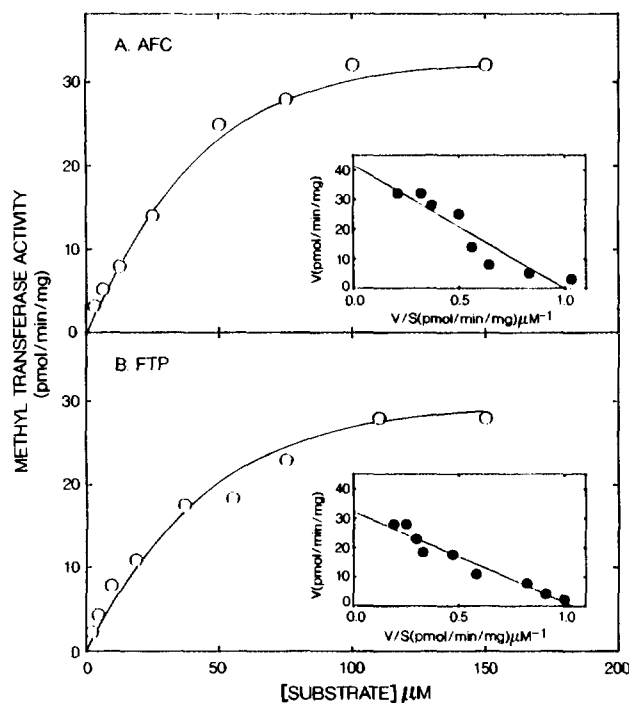 METHYL TRANSFERASE ACTIVITY
(pmol/min/mg)
A. AFC
30
20
10
0
V(pmol/min/mg)
40
30
20
10
0
0.0 0.5 1.0
V/S(pmol/min/mg)µM⁻¹
B. FTP
30
20
10
0
V(pmol/min/mg)
40
30
20
10
0
0.0 0.5 1.0
V/S(pmol/min/mg)µM⁻¹
0 50 100 150 200
[SUBSTRATE] µM